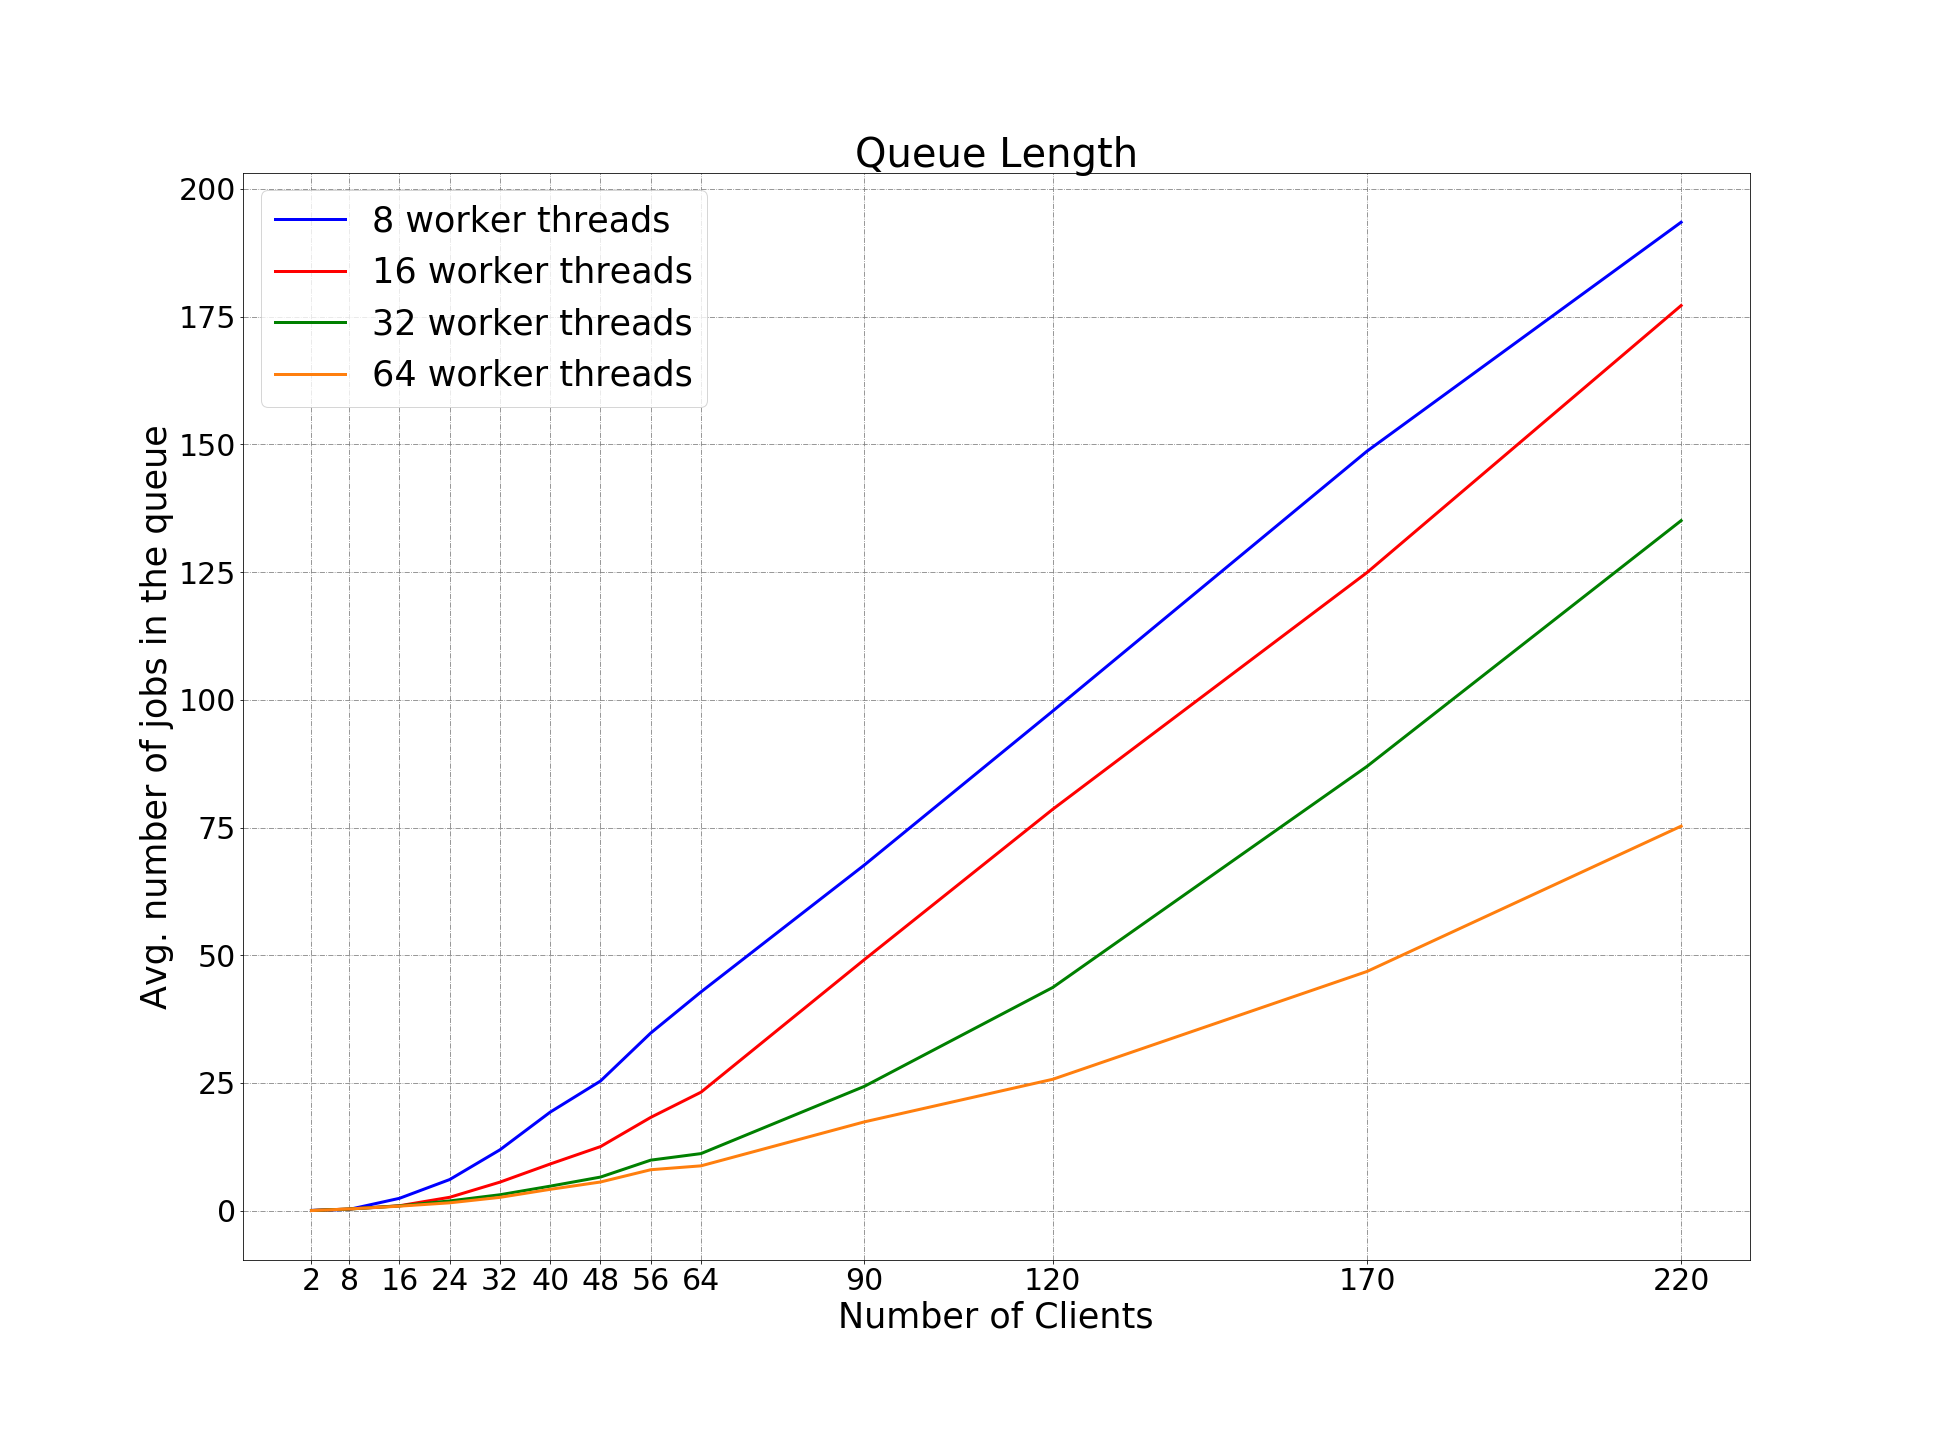 Queue Length
8 worker threads
16 worker threads
32 worker threads
64 worker threads
Avg. number of jobs in the queue
200
175
150
125
100
75
50
25
0
2 8 16 24 32 40 48 56 64 90 120 170 220
Number of Clients